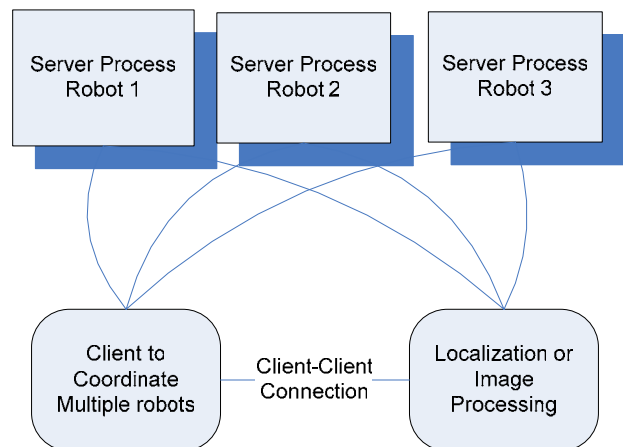 Server Process
Robot 1
Server Process
Robot 2
Server Process
Robot 3
Client to
Coordinate
Multiple robots
Client-Client
Connection
Localization or
Image
Processing